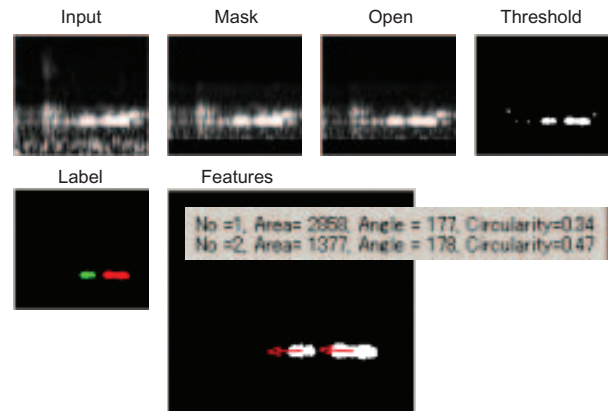 Input Mask Open Threshold
Label Features
No =1, Area= 2858, Angle = 177, Circularity=0.34
No =2, Area= 1377, Angle = 178, Circularity=0.47